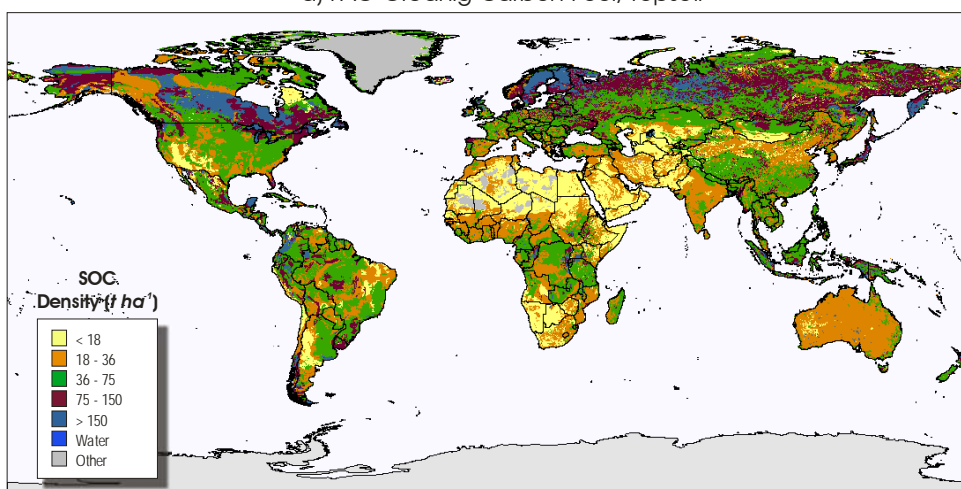 SOC
Density (t ha⁻¹)
< 18
18 - 36
36 - 75
75 - 150
> 150
Water
Other